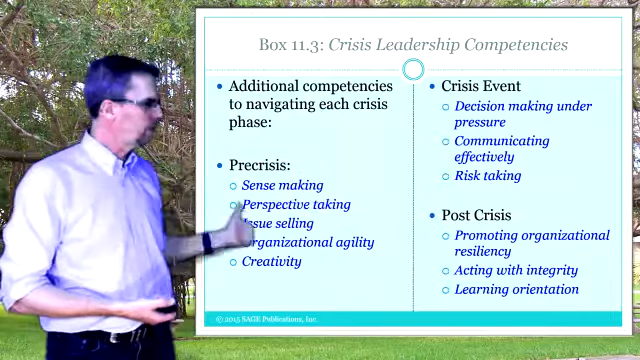 Box 11.3: Crisis Leadership Competencies
Additional competencies
to navigating each crisis
phase:
Precrisis:
Sense making
Perspective taking
Issue selling
Organizational agility
Creativity
Crisis Event
Decision making under
pressure
Communicating
effectively
Risk taking
Post Crisis
Promoting organizational
resiliency
Acting with integrity
Learning orientation
© 2015 SAGE Publications, Inc.